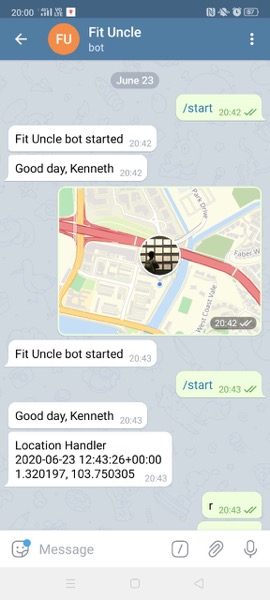 20:00
FU
Fit Uncle
bot
June 23
/start 20:42
Fit Uncle bot started 20:42
Good day, Kenneth 20:42
Park Drive
Faber W
West Coast Vale
20:42
Fit Uncle bot started 20:43
/start 20:43
Good day, Kenneth 20:43
Location Handler
2020-06-23 12:43:26+00:00
1.320197, 103.750305 20:43
r 20:43
Message